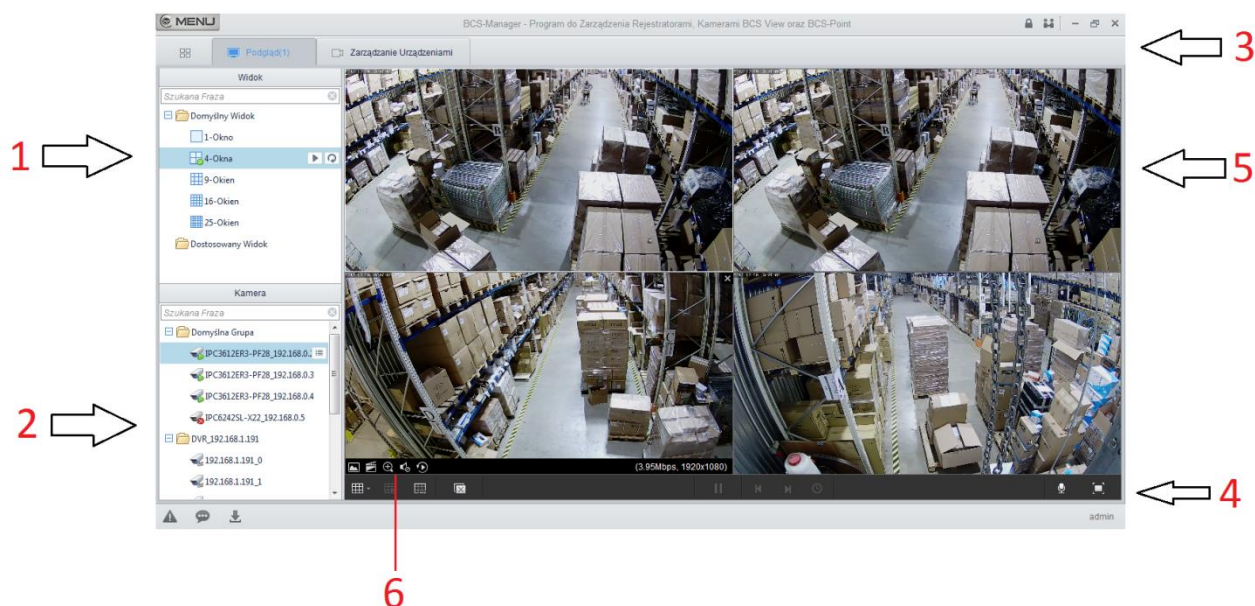 MENU
BCS-Manager - Program do Zarządzenia Rejestratorami, Kamerami BCS View oraz BCS-Point
Podgląd(1)
Zarządzanie Urządzeniami
3
Widok
Szukana Fraza
Domyślny Widok
1-Okno
1
4-Okna
5
9-Okien
16-Okien
25-Okien
Dostosowany Widok
Kamera
Szukana Fraza
Domyślna Grupa
IPC3612ER3-PF28_192.168.0.
IPC3612ER3-PF28_192.168.0.3
IPC3612ER3-PF28_192.168.0.4
2
IPC6242SL-X22_192.168.0.5
DVR_192.168.1.191
192.168.1.191_0
(3.95Mbps, 1920x1080)
192.168.1.191_1
4
admin
6